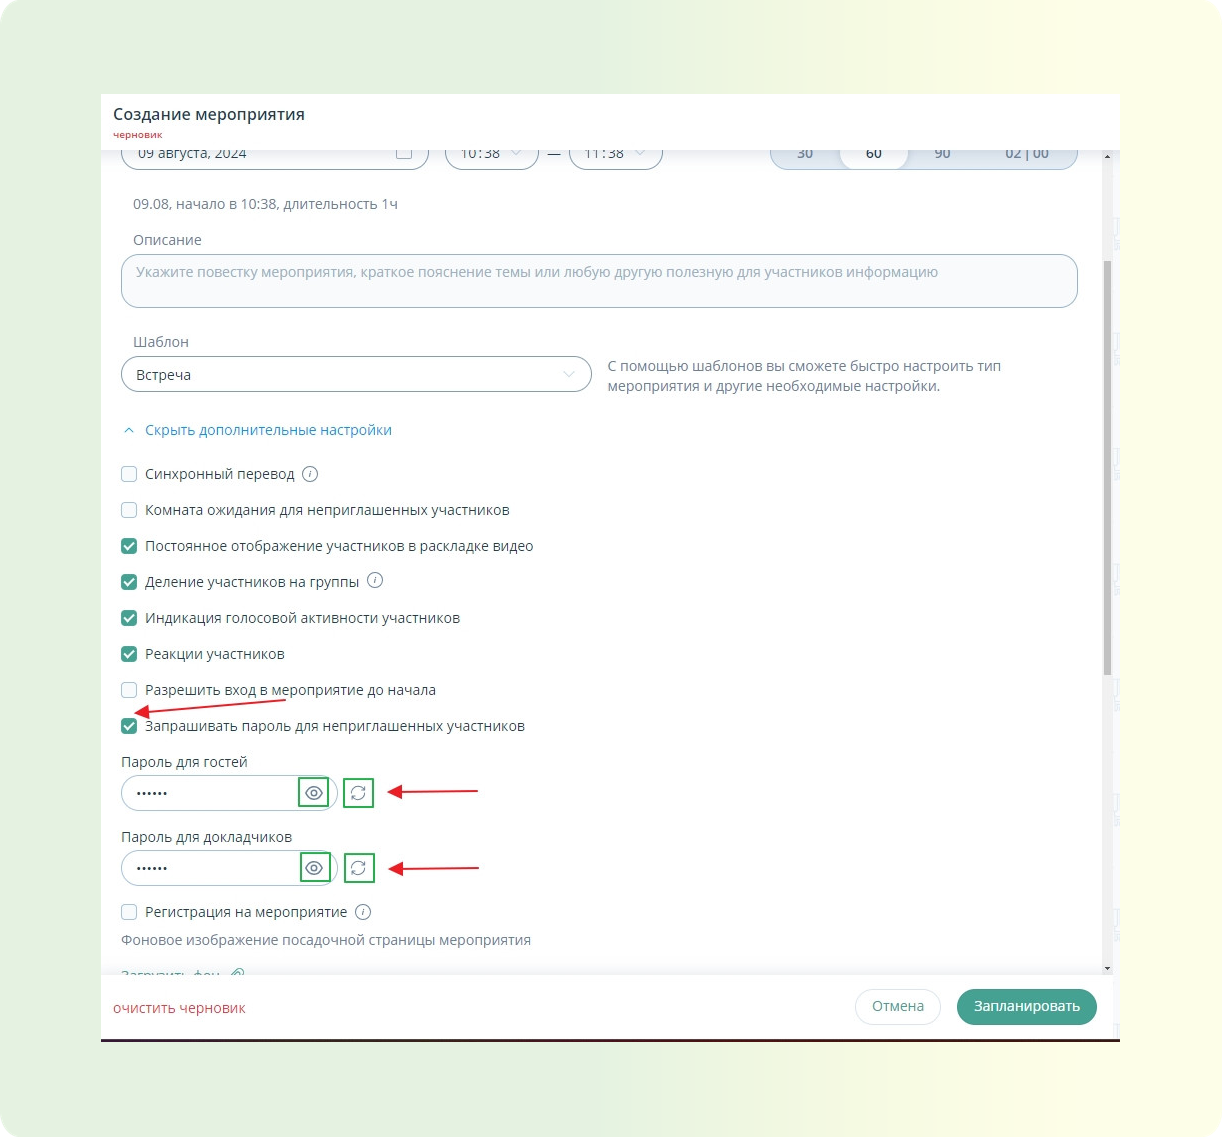 Создание мероприятия
черновик
09 августа, 2024 10:38 — 11:38 30 60 90 02 | 00
09.08, начало в 10:38, длительность 1ч
Описание
Укажите повестку мероприятия, краткое пояснение темы или любую другую полезную для участников информацию
Шаблон
Встреча
С помощью шаблонов вы сможете быстро настроить тип
мероприятия и другие необходимые настройки.
Скрыть дополнительные настройки
Синхронный перевод
Комната ожидания для неприглашенных участников
Постоянное отображение участников в раскладке видео
Деление участников на группы
Индикация голосовой активности участников
Реакции участников
Разрешить вход в мероприятие до начала
Запрашивать пароль для неприглашенных участников
Пароль для гостей
••••••
Пароль для докладчиков
••••••
Регистрация на мероприятие
Фоновое изображение посадочной страницы мероприятия
Загрузить фон
очистить черновик
Отмена
Запланировать